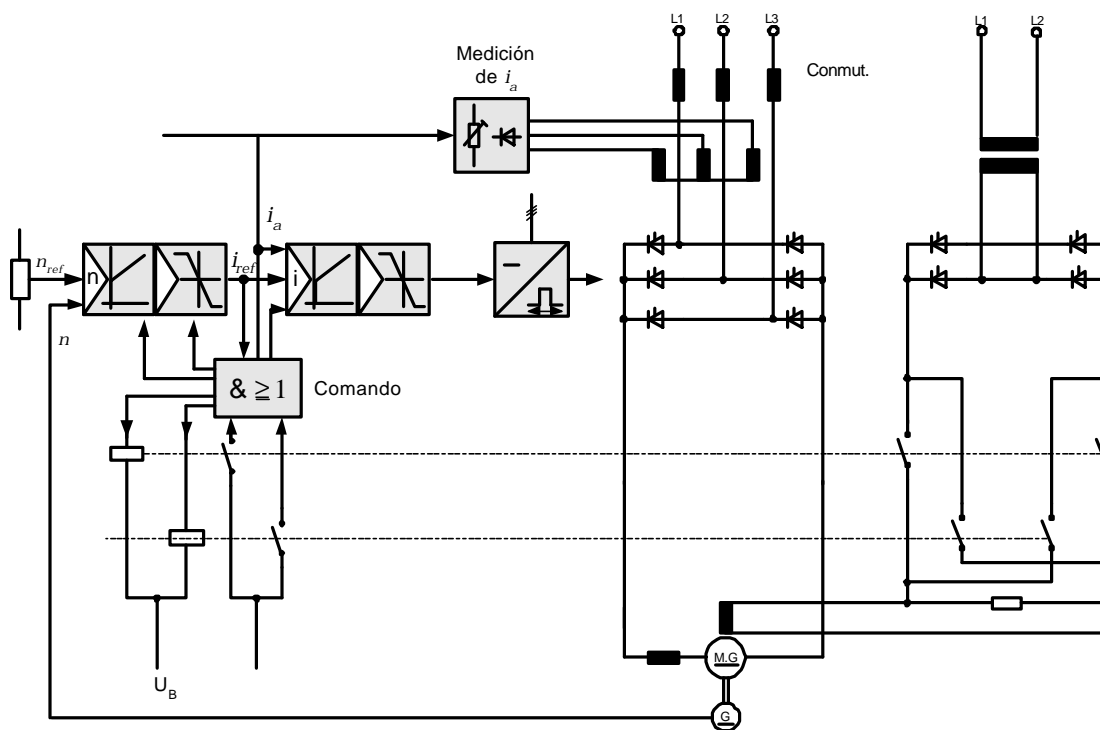 L1
L2
L3
L1
L2
Medición
de i_a
Conmut.
i_a
n_ref
n
i_ref
i
n
& ≧ 1
Comando
M.G
G
U_B